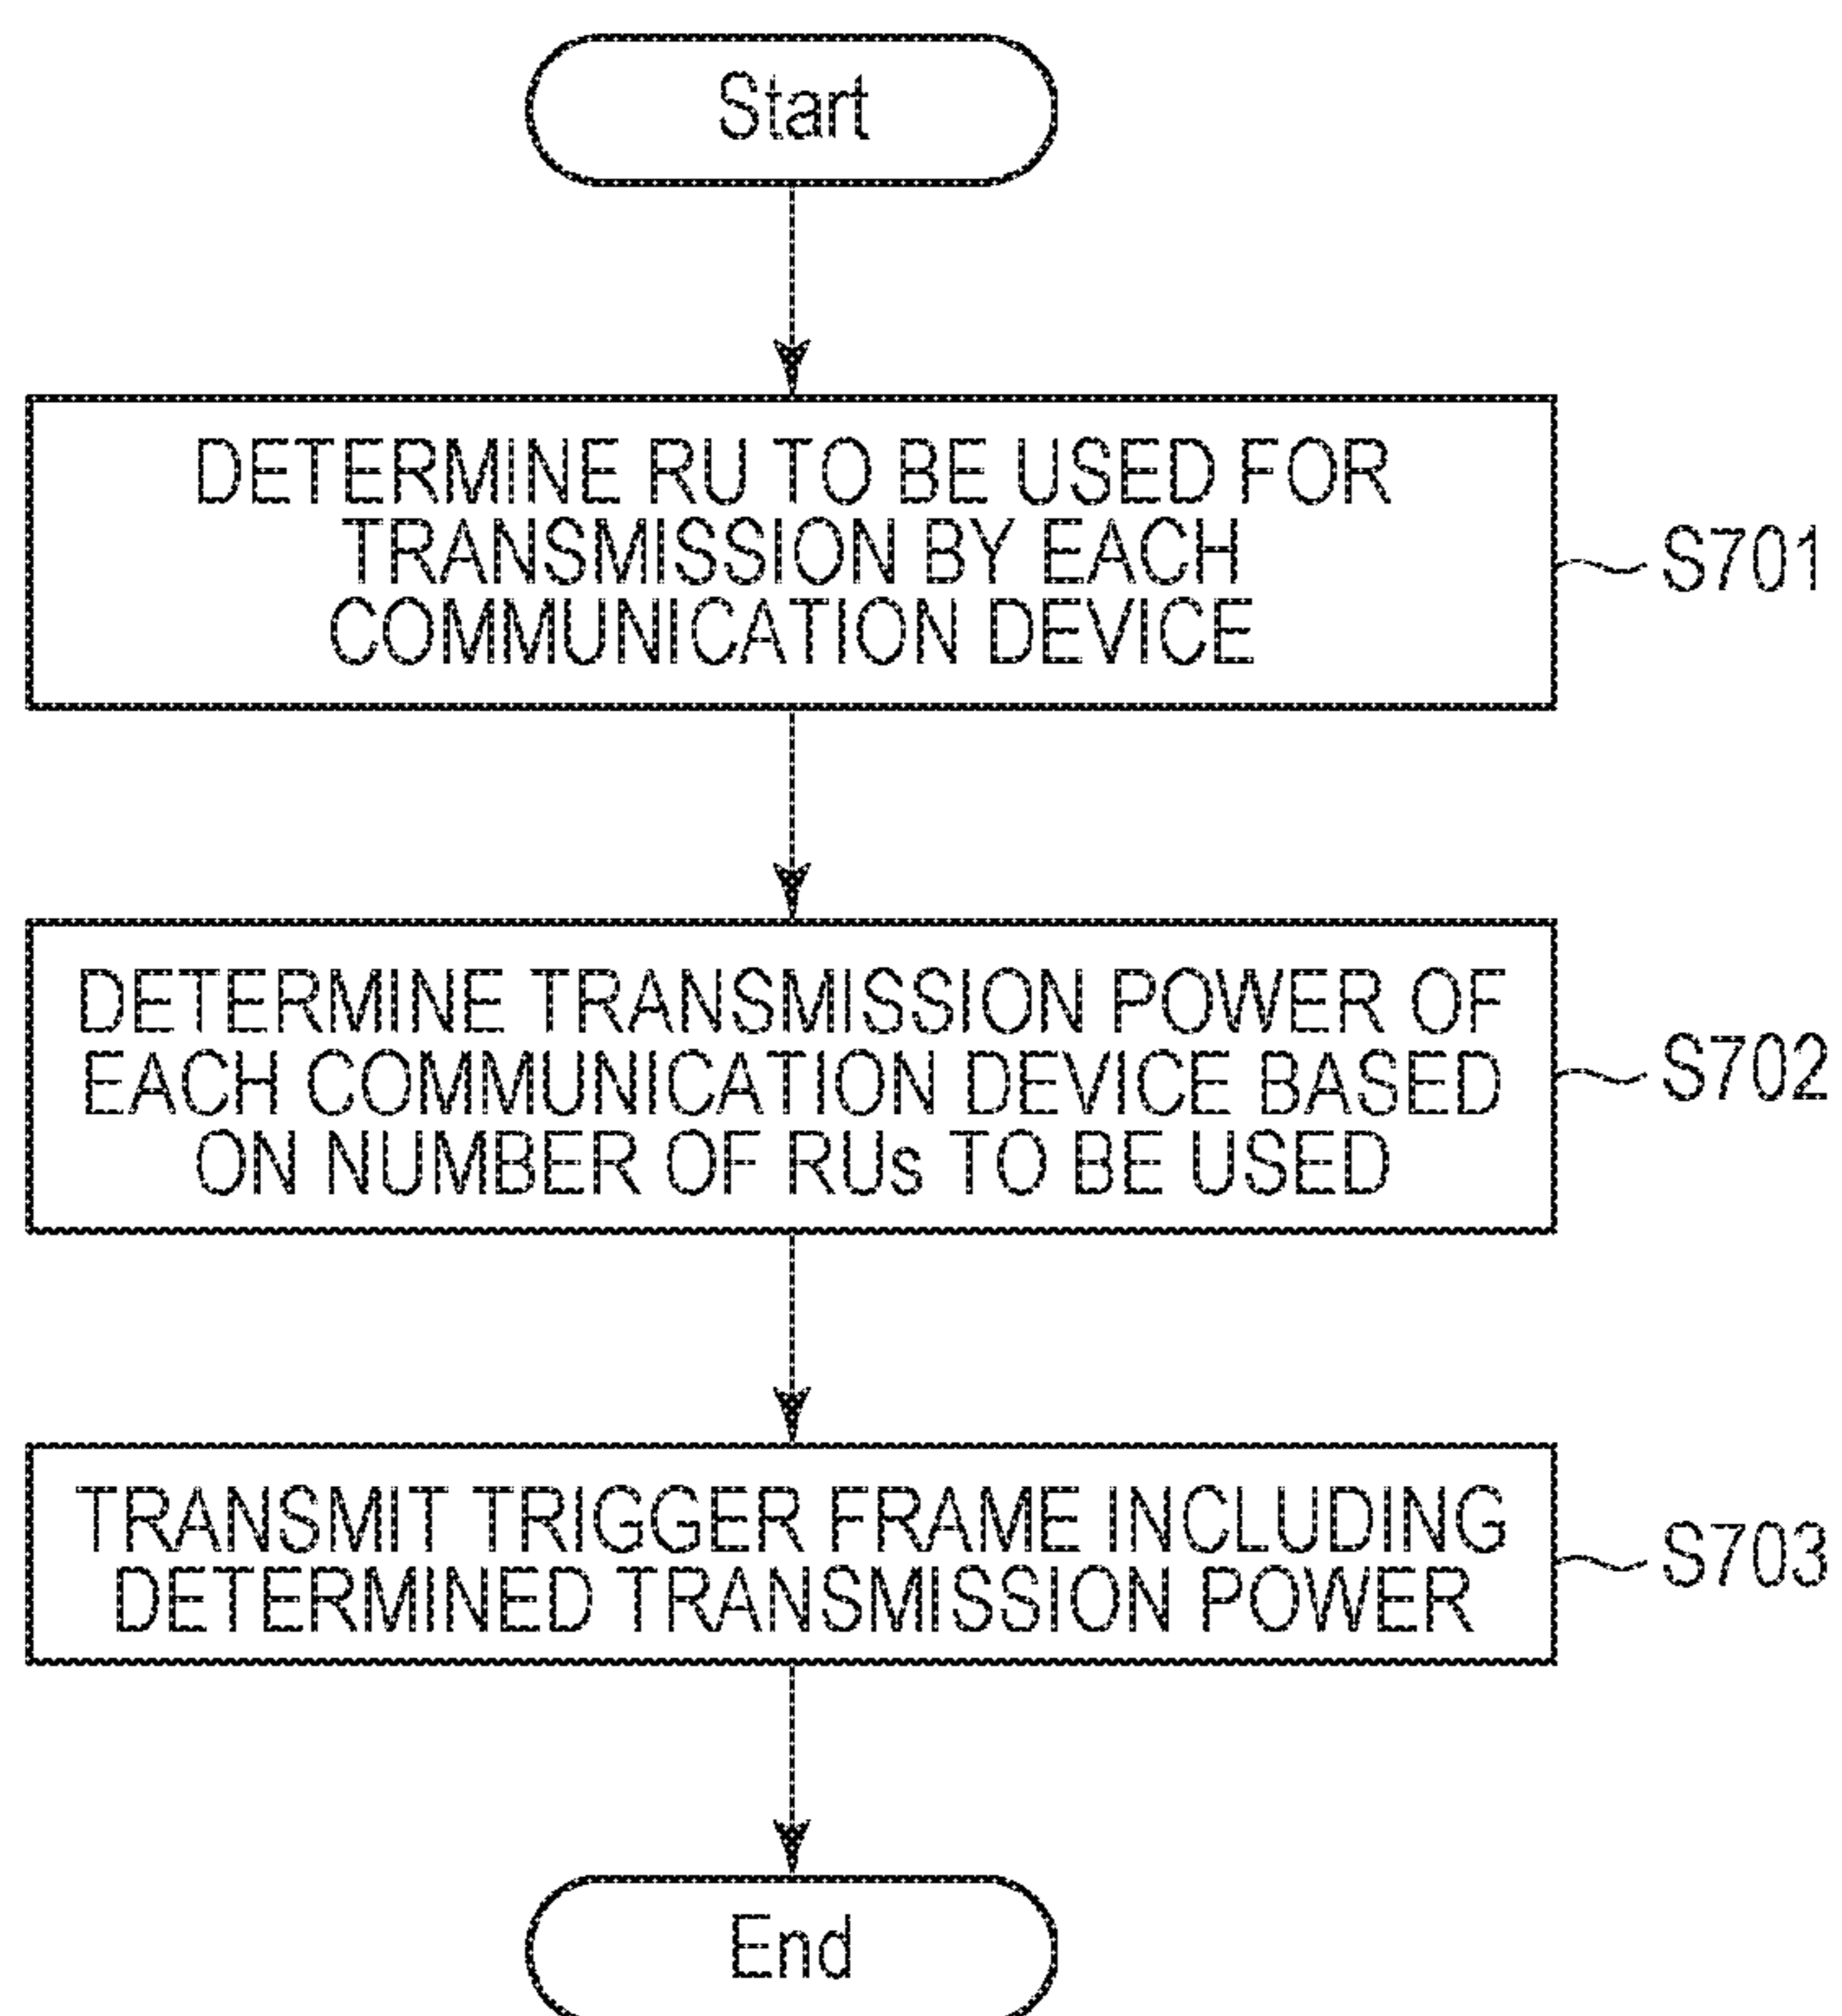 Start
DETERMINE RU TO BE USED FOR
TRANSMISSION BY EACH
COMMUNICATION DEVICE
S701
DETERMINE TRANSMISSION POWER OF
EACH COMMUNICATION DEVICE BASED
ON NUMBER OF RUs TO BE USED
S702
TRANSMIT TRIGGER FRAME INCLUDING
DETERMINED TRANSMISSION POWER
S703
End